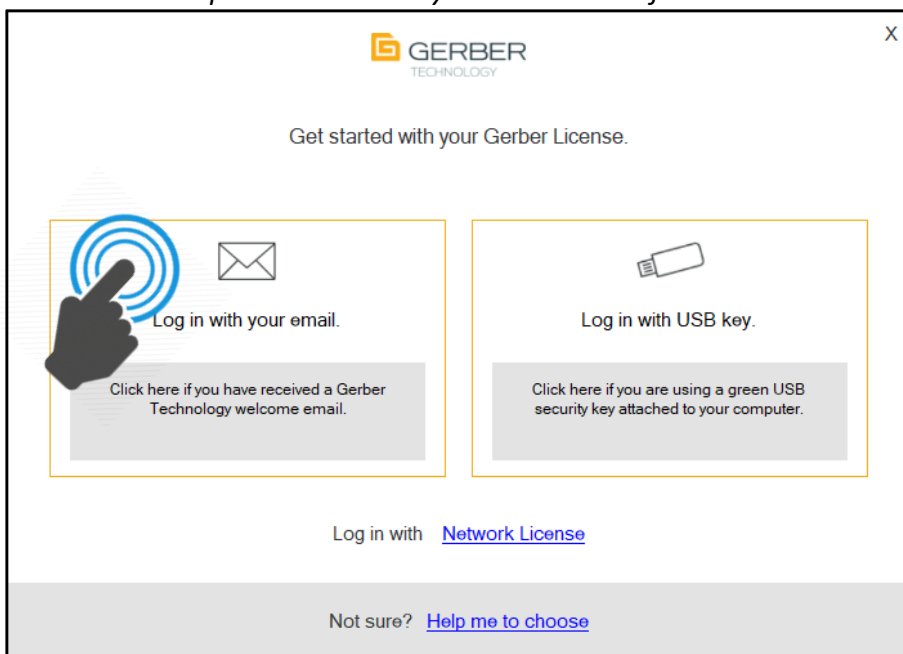 X
GERBER
TECHNOLOGY
Get started with your Gerber License.
Log in with your email.
Click here if you have received a Gerber
Technology welcome email.
Log in with USB key.
Click here if you are using a green USB
security key attached to your computer.
Log in with Network License
Not sure? Help me to choose